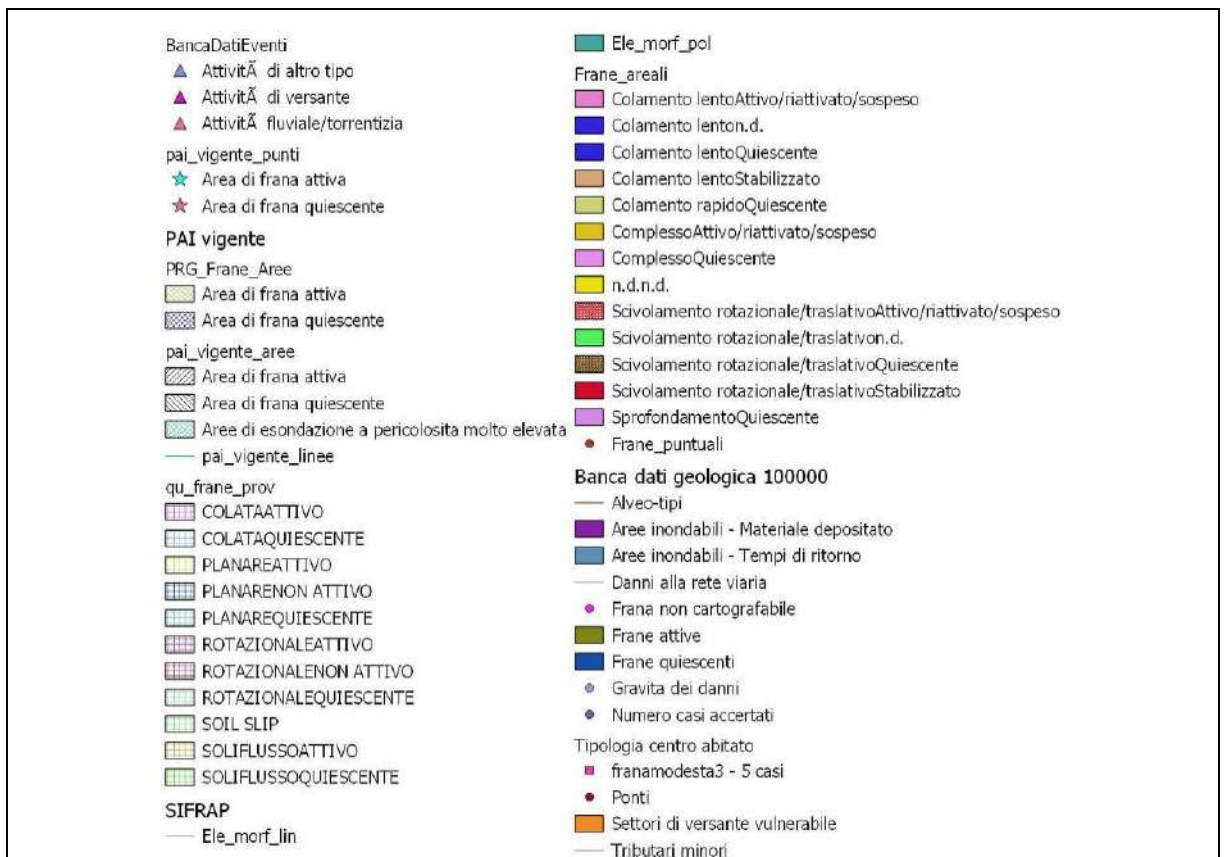 BancaDatiEventi
AttivitÃ di altro tipo
AttivitÃ di versante
AttivitÃ fluviale/torrentizia
pai_vigente_punti
Area di frana attiva
Area di frana quiescente
PAI vigente
PRG_Frane_Aree
Area di frana attiva
Area di frana quiescente
pai_vigente_aree
Area di frana attiva
Area di frana quiescente
Aree di esondazione a pericolosita molto elevata
pai_vigente_linee
qu_frane_prov
COLATAATTIVO
COLATAQUIESCENTE
PLANAREATTIVO
PLANARENON ATTIVO
PLANAREQUIESCENTE
ROTAZIONALEATTIVO
ROTAZIONALENON ATTIVO
ROTAZIONALEQUIESCENTE
SOIL SLIP
SOLIFLUSSOATTIVO
SOLIFLUSSOQUIESCENTE
SIFRAP
Ele_morf_lin
Ele_morf_pol
Frane_areali
Colamento lentoAttivo/riattivato/sospeso
Colamento lenton.d.
Colamento lentoQuiescente
Colamento lentoStabilizzato
Colamento rapidoQuiescente
ComplessoAttivo/riattivato/sospeso
ComplessoQuiescente
n.d.n.d.
Scivolamento rotazionale/traslativoAttivo/riattivato/sospeso
Scivolamento rotazionale/traslativon.d.
Scivolamento rotazionale/traslativoQuiescente
Scivolamento rotazionale/traslativoStabilizzato
SprofondamentoQuiescente
Frane_puntuali
Banca dati geologica 100000
Alveo-tipi
Aree inondabili - Materiale depositato
Aree inondabili - Tempi di ritorno
Danni alla rete viaria
Frana non cartografabile
Frane attive
Frane quiescenti
Gravita dei danni
Numero casi accertati
Tipologia centro abitato
franamodesta3 - 5 casi
Ponti
Settori di versante vulnerabile
Tributari minori